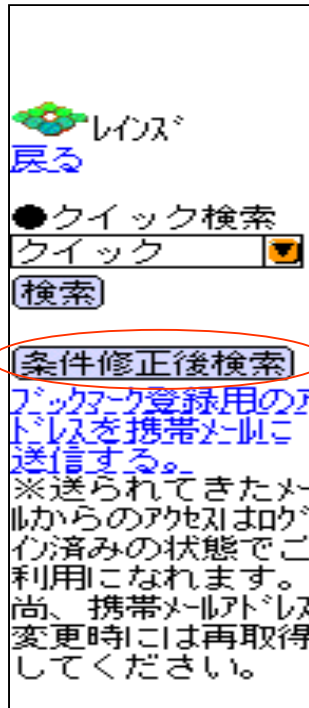 ﾚｲﾝｽﾞ
戻る
●クイック検索
クイック
検索
条件修正後検索
ﾌﾞｯｸﾏｰｸ登録用のｱ
ﾄﾞﾚｽを携帯ﾒｰﾙに
送信する。
※送られてきたﾒｰ
ﾙからのｱｸｾｽはﾛｸﾞ
ｲﾝ済みの状態でご
利用になれます。
尚、携帯ﾒｰﾙｱﾄﾞﾚｽ
変更時には再取得
してください。